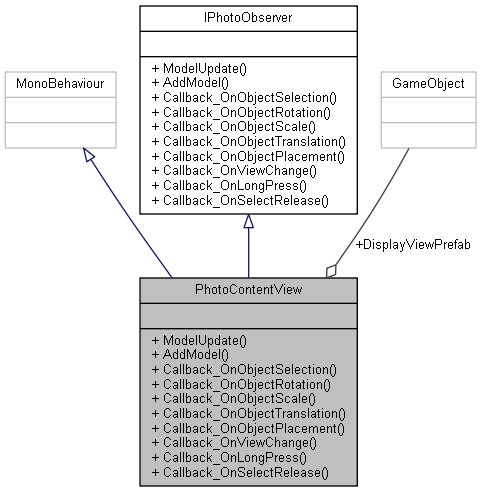 IPhotoObserver
+ ModelUpdate()
+ AddModel()
+ Callback_OnObjectSelection()
+ Callback_OnObjectRotation()
+ Callback_OnObjectScale()
+ Callback_OnObjectTranslation()
+ Callback_OnObjectPlacement()
+ Callback_OnViewChange()
+ Callback_OnLongPress()
+ Callback_OnSelectRelease()
MonoBehaviour
GameObject
+DisplayViewPrefab
PhotoContentView
+ ModelUpdate()
+ AddModel()
+ Callback_OnObjectSelection()
+ Callback_OnObjectRotation()
+ Callback_OnObjectScale()
+ Callback_OnObjectTranslation()
+ Callback_OnObjectPlacement()
+ Callback_OnViewChange()
+ Callback_OnLongPress()
+ Callback_OnSelectRelease()